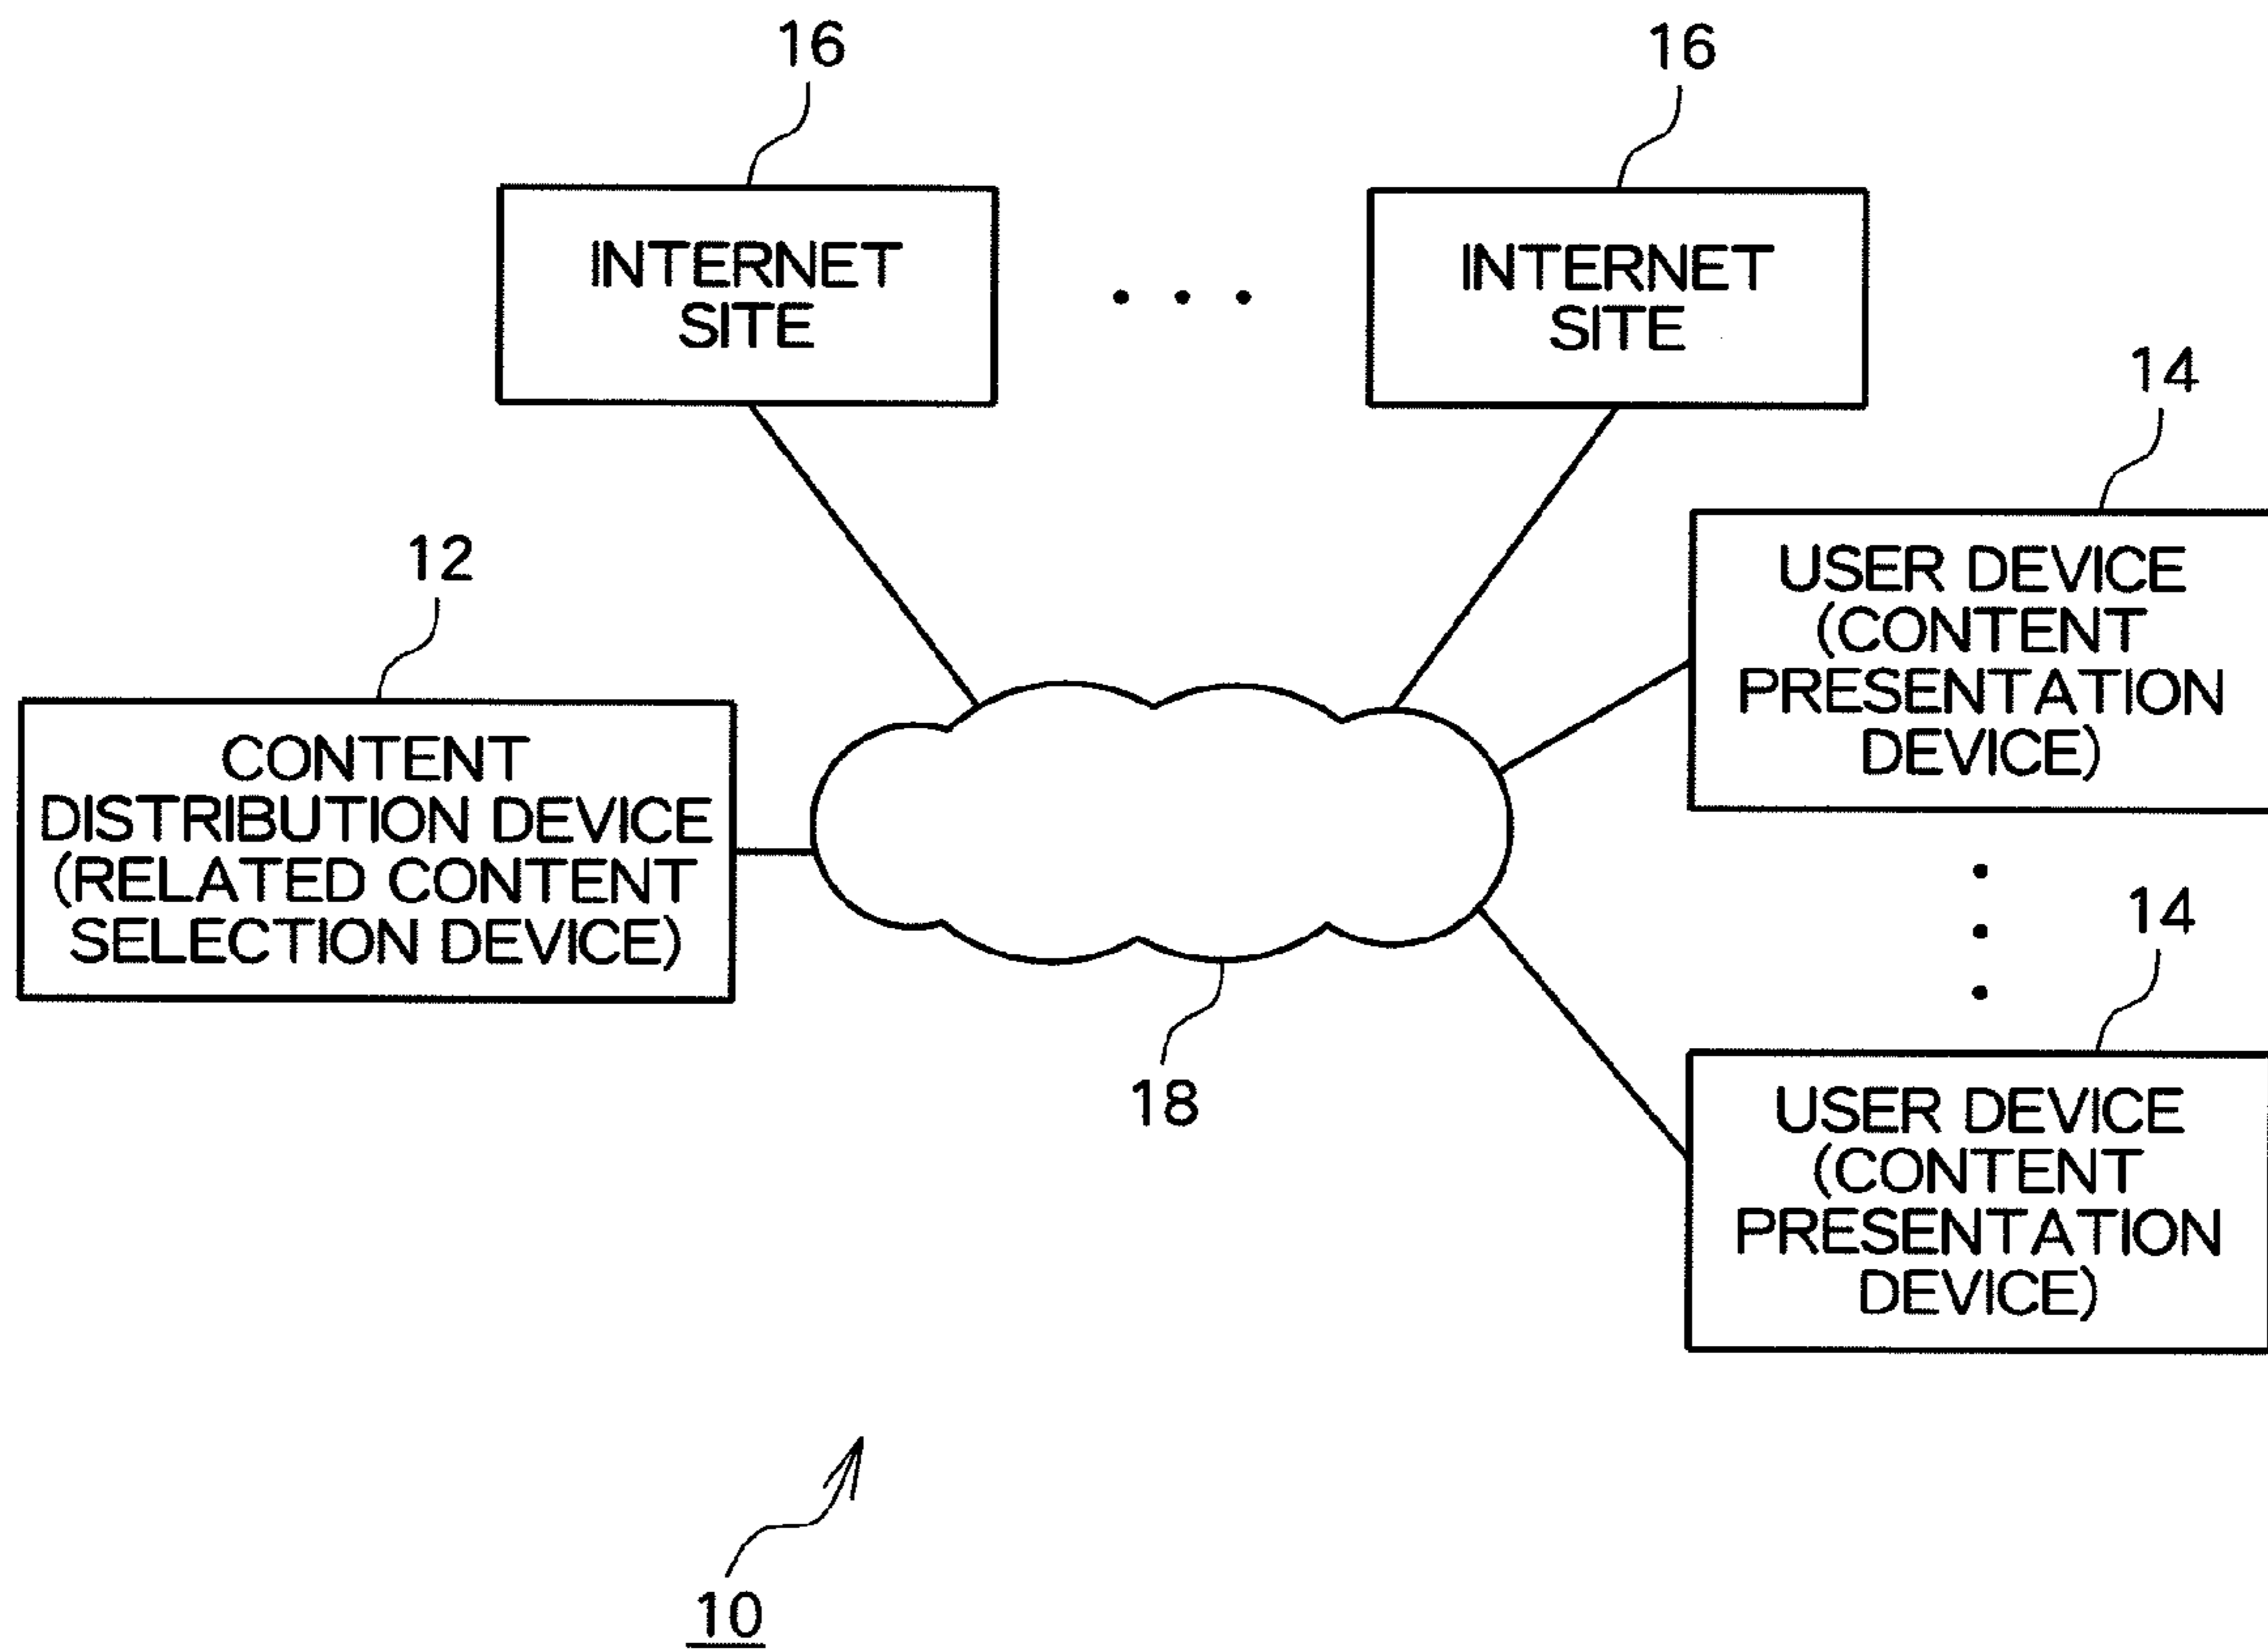 16
16
INTERNET
SITE
INTERNET
SITE
14
USER DEVICE
(CONTENT
PRESENTATION
DEVICE)
12
CONTENT
DISTRIBUTION DEVICE
(RELATED CONTENT
SELECTION DEVICE)
14
18
USER DEVICE
(CONTENT
PRESENTATION
DEVICE)
10